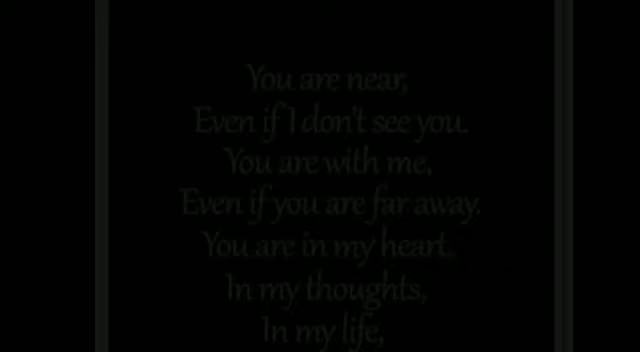 You are near,
Even if I don't see you.
You are with me,
Even if you are far away.
You are in my heart,
In my thoughts,
In my life,